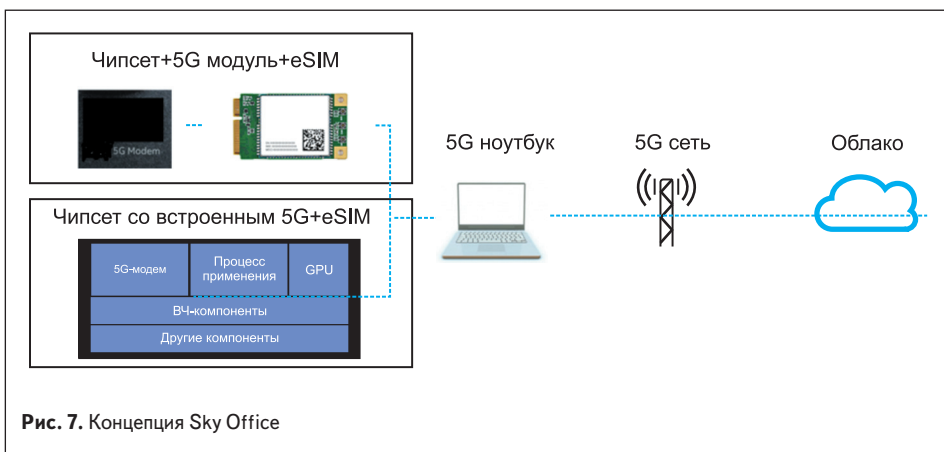 Чипсет+5G модуль+eSIM
5G Modem
Чипсет со встроенным 5G+eSIM
5G-модем
Процесс
применения
GPU
ВЧ-компоненты
Другие компоненты
5G ноутбук
5G сеть
Облако
Рис. 7. Концепция Sky Office